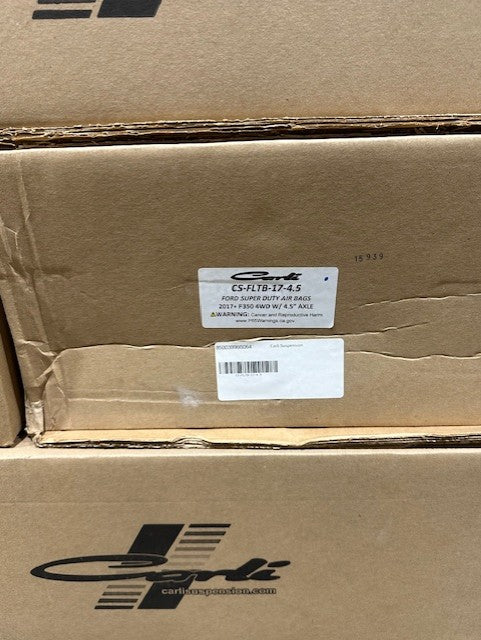 15939
Carli
CS-FLTB-17-4.5
FORD SUPER DUTY AIR BAGS
2017+ F350 4WD W/ 4.5" AXLE
⚠WARNING: Cancer and Reproductive Harm
www.P65Warnings.ca.gov
Carli Suspension
Carli
carlisuspension.com